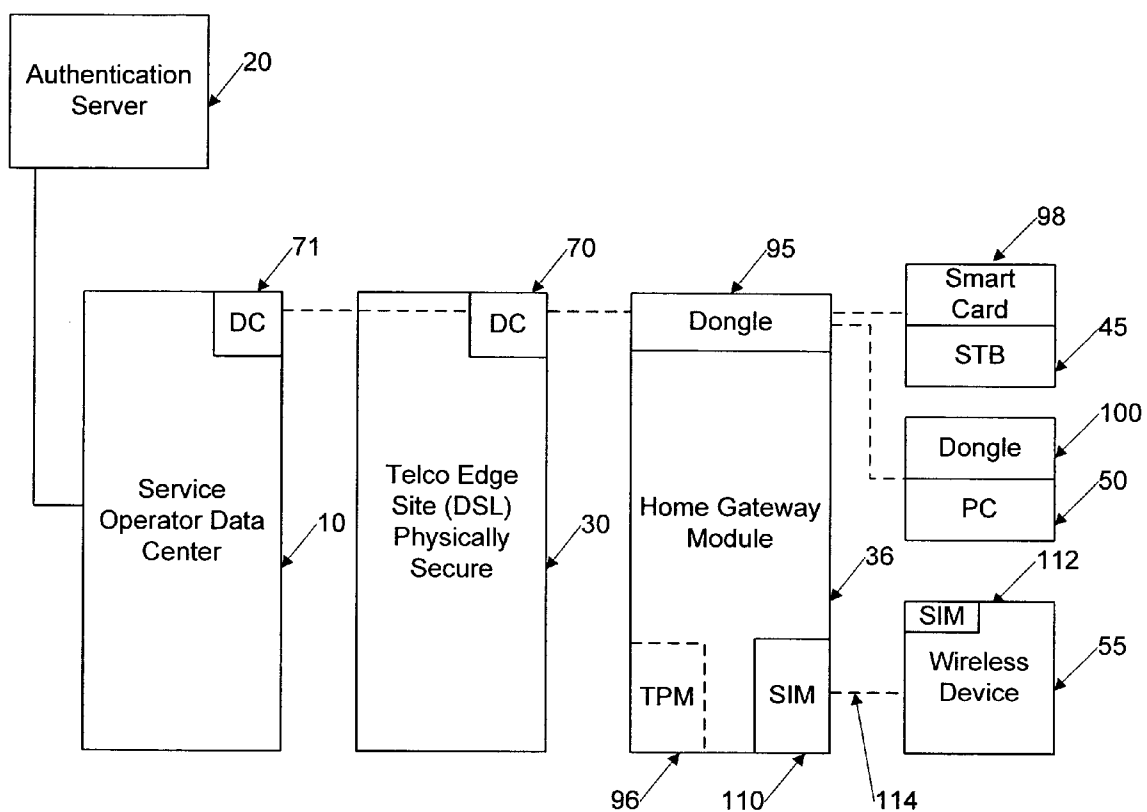 Authentication
Server
20
71
DC
Service
Operator Data
Center
10
70
DC
Telco Edge
Site (DSL)
Physically
Secure
30
95
Dongle
Home Gateway
Module
36
TPM
96
SIM
110
114
98
Smart
Card
STB
45
100
Dongle
50
PC
112
SIM
55
Wireless
Device